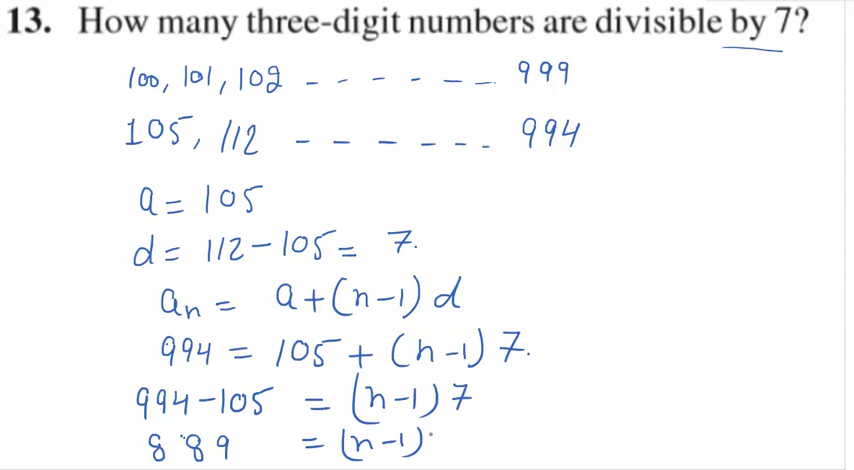 13. How many three-digit numbers are divisible by 7?
100, 101, 102 - - - - - - - 999
105, 112 - - - - - - 994
a = 105
d = 112 - 105 = 7.
an = a + (n-1) d
994 = 105 + (n-1) 7.
994 - 105 = (n-1) 7
889 = (n-1)